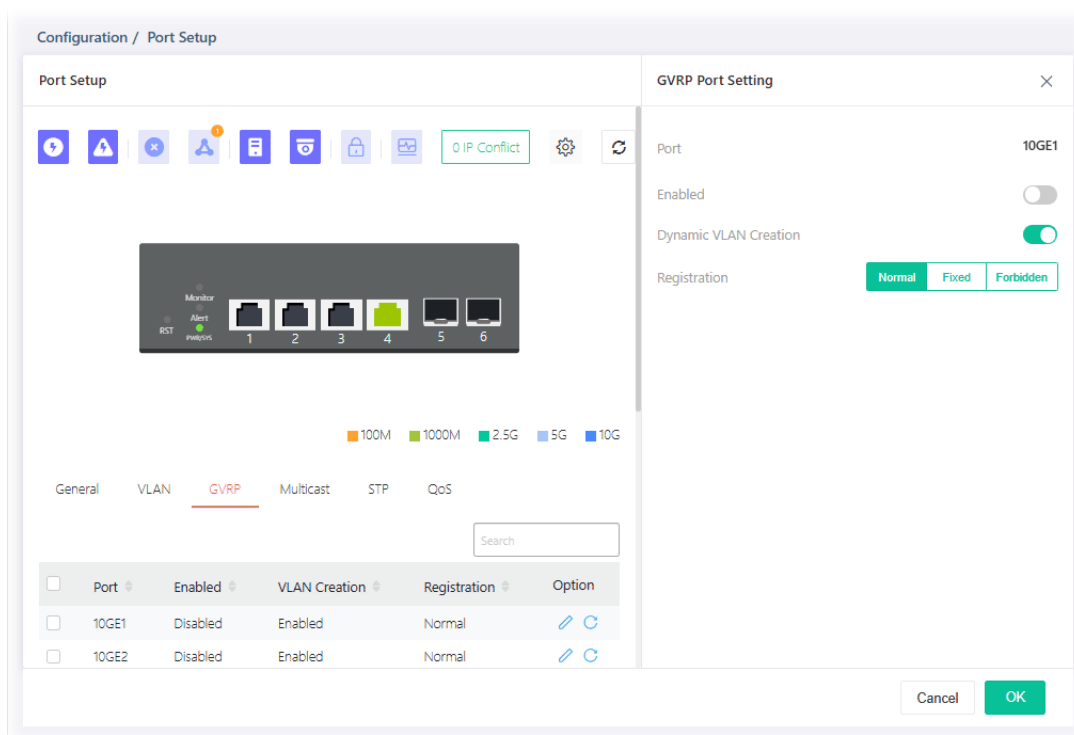 Configuration / Port Setup
Port Setup
1
0 IP Conflict
Monitor
Alert
RST
PWR/SYS
1 2 3 4 5 6
100M 1000M 2.5G 5G 10G
General VLAN GVRP Multicast STP QoS
Search
Port Enabled VLAN Creation Registration Option
10GE1 Disabled Enabled Normal
10GE2 Disabled Enabled Normal
GVRP Port Setting
Port 10GE1
Enabled
Dynamic VLAN Creation
Registration Normal Fixed Forbidden
Cancel OK